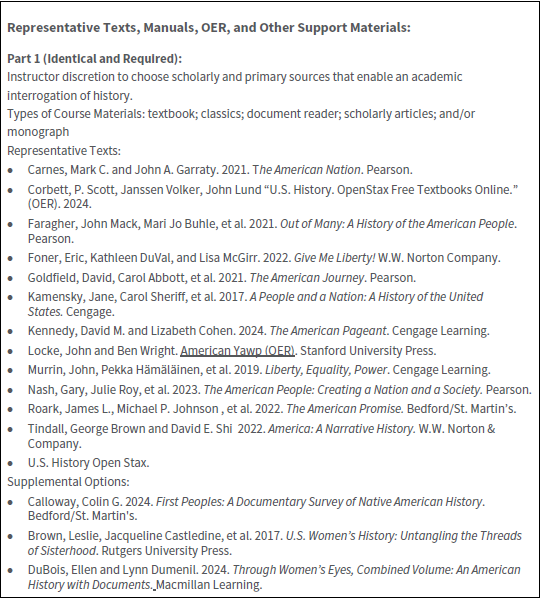 Representative Texts, Manuals, OER, and Other Support Materials:
Part 1 (Identical and Required):
Instructor discretion to choose scholarly and primary sources that enable an academic
interrogation of history.
Types of Course Materials: textbook; classics; document reader; scholarly articles; and/or
monograph
Representative Texts:
• Carnes, Mark C. and John A. Garraty. 2021. The American Nation. Pearson.
• Corbett, P. Scott, Janssen Volker, John Lund “U.S. History. OpenStax Free Textbooks Online.”
(OER). 2024.
• Faragher, John Mack, Mari Jo Buhle, et al. 2021. Out of Many: A History of the American People.
Pearson.
• Foner, Eric, Kathleen DuVal, and Lisa McGirr. 2022. Give Me Liberty! W.W. Norton Company.
• Goldfield, David, Carol Abbott, et al. 2021. The American Journey. Pearson.
• Kamensky, Jane, Carol Sheriff, et al. 2017. A People and a Nation: A History of the United
States. Cengage.
• Kennedy, David M. and Lizabeth Cohen. 2024. The American Pageant. Cengage Learning.
• Locke, John and Ben Wright. American Yawp (OER). Stanford University Press.
• Murrin, John, Pekka Hämäläinen, et al. 2019. Liberty, Equality, Power. Cengage Learning.
• Nash, Gary, Julie Roy, et al. 2023. The American People: Creating a Nation and a Society. Pearson.
• Roark, James L., Michael P. Johnson , et al. 2022. The American Promise. Bedford/St. Martin’s.
• Tindall, George Brown and David E. Shi 2022. America: A Narrative History. W.W. Norton &
Company.
• U.S. History Open Stax.
Supplemental Options:
• Calloway, Colin G. 2024. First Peoples: A Documentary Survey of Native American History.
Bedford/St. Martin's.
• Brown, Leslie, Jacqueline Castledine, et al. 2017. U.S. Women’s History: Untangling the Threads
of Sisterhood. Rutgers University Press.
• DuBois, Ellen and Lynn Dumenil. 2024. Through Women’s Eyes, Combined Volume: An American
History with Documents. Macmillan Learning.